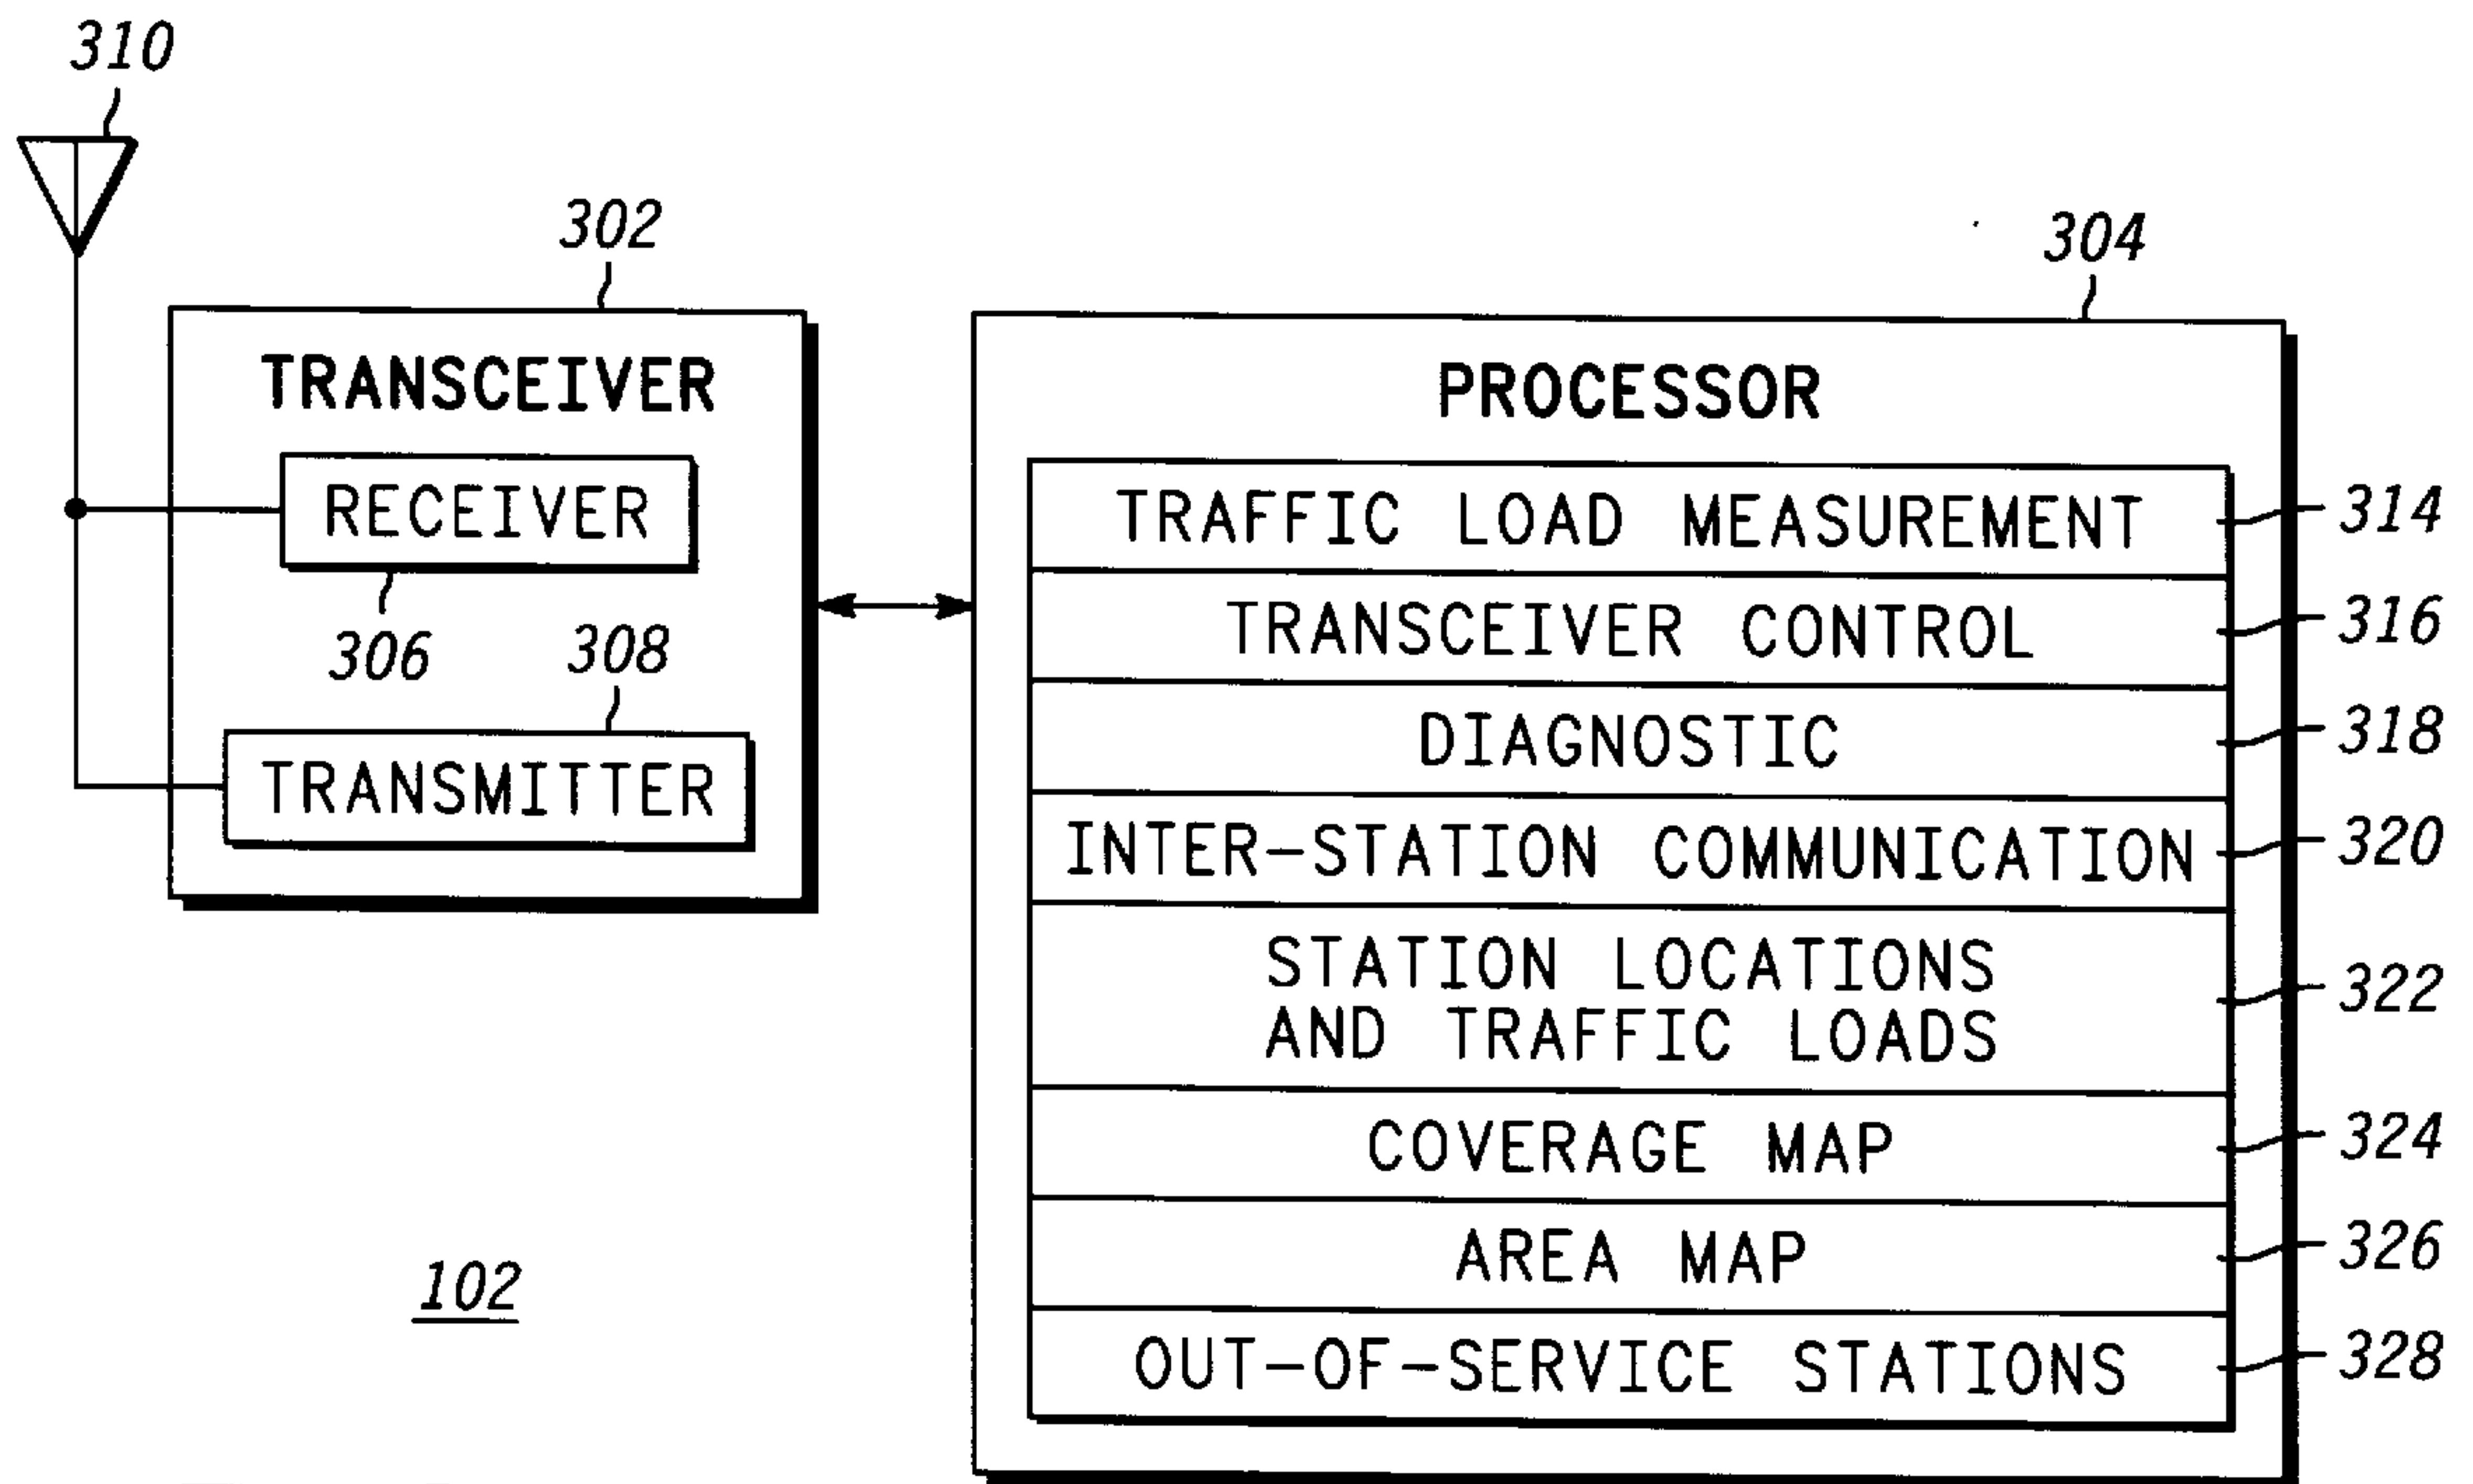 310
302
304
TRANSCEIVER
RECEIVER
306
308
TRANSMITTER
PROCESSOR
TRAFFIC LOAD MEASUREMENT
314
TRANSCEIVER CONTROL
316
DIAGNOSTIC
318
INTER-STATION COMMUNICATION
320
STATION LOCATIONS
AND TRAFFIC LOADS
322
COVERAGE MAP
324
AREA MAP
326
OUT-OF-SERVICE STATIONS
328
102